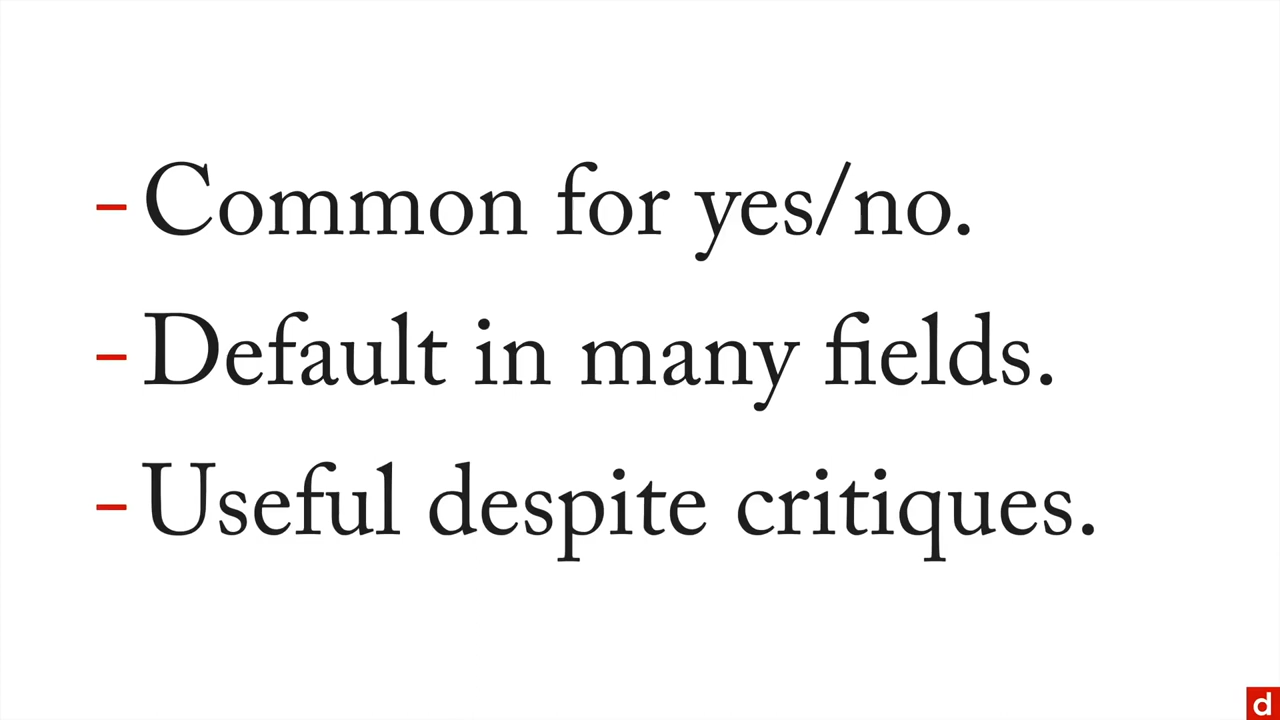 - Common for yes/no.
- Default in many fields.
- Useful despite critiques.
d